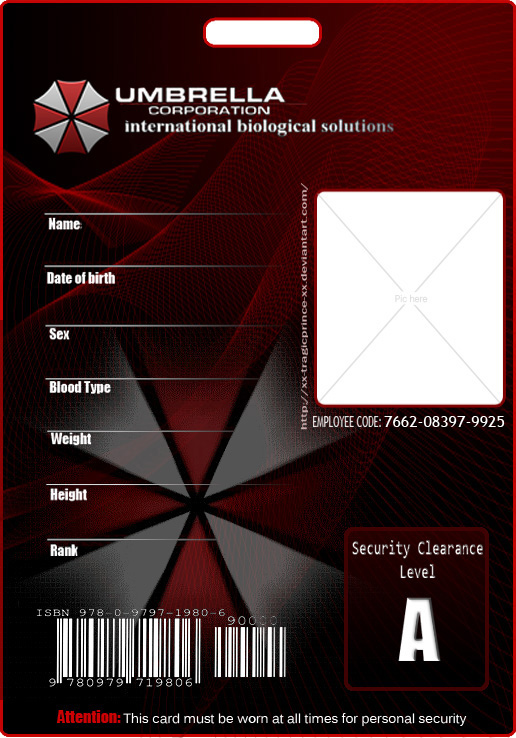 UMBRELLA
CORPORATION
international biological solutions
Name
Date of birth
Sex
Blood Type
Weight
Height
Rank
http://xx-tragicprince-xx.deviantart.com/
Pic here
EMPLOYEE CODE: 7662-08397-9925
Security Clearance
Level
A
ISBN 978-0-9797-1980-6
90000
9 780979 719806
Attention: This card must be worn at all times for personal security